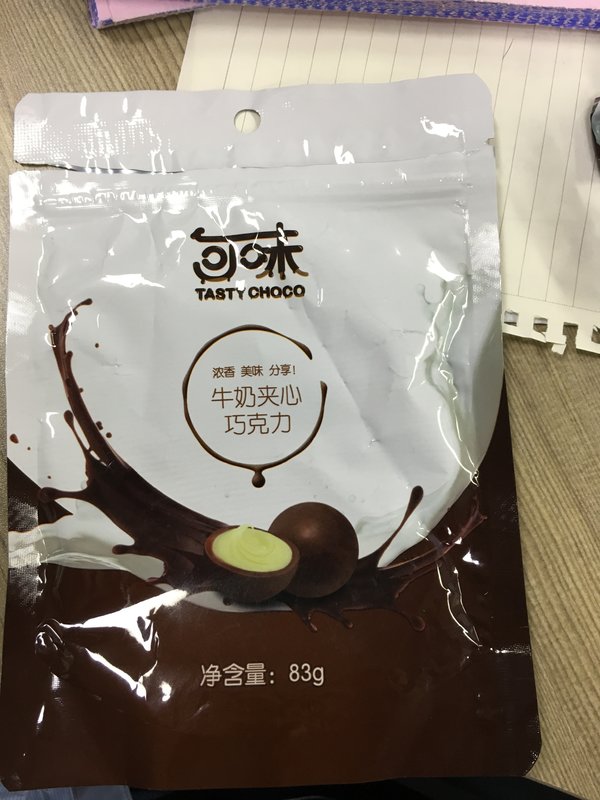 可味
TASTY CHOCO
浓香 美味 分享!
牛奶夹心
巧克力
净含量: 83g